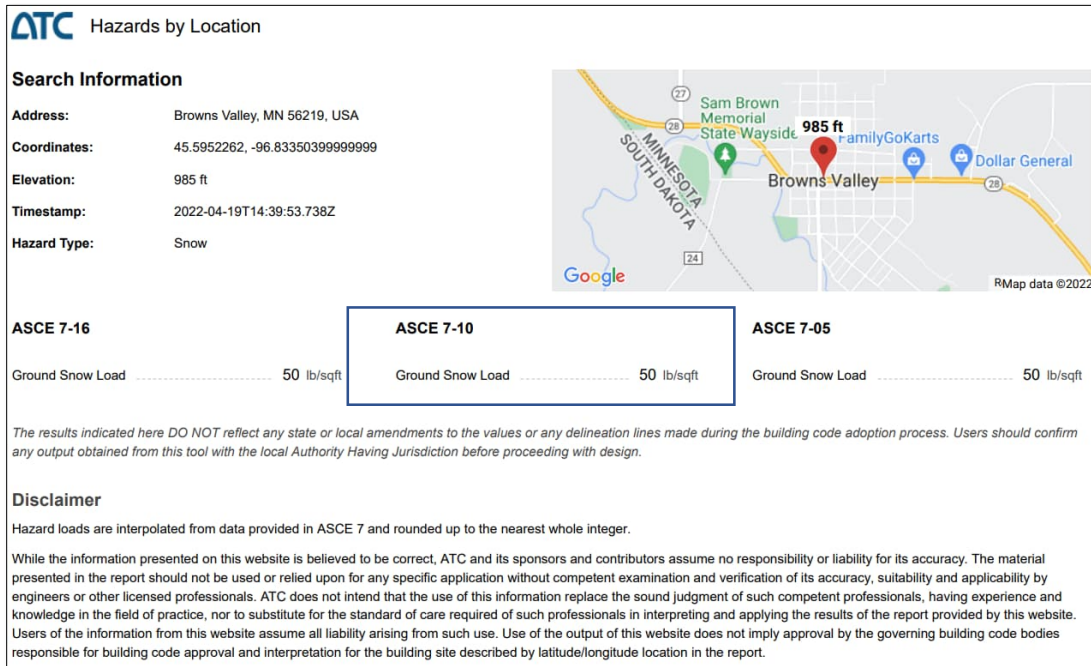 ATC Hazards by Location
Search Information
Address: Browns Valley, MN 56219, USA
Coordinates: 45.5952262, -96.83350399999999
Elevation: 985 ft
Timestamp: 2022-04-19T14:39:53.738Z
Hazard Type: Snow
27
Sam Brown
Memorial
State Wayside
28
985 ft
FamilyGoKarts
Dollar General
MINNESOTA
SOUTH DAKOTA
Browns Valley
28
24
Google
Map data ©2022
ASCE 7-16
Ground Snow Load 50 lb/sqft
ASCE 7-10
Ground Snow Load 50 lb/sqft
ASCE 7-05
Ground Snow Load 50 lb/sqft
The results indicated here DO NOT reflect any state or local amendments to the values or any delineation lines made during the building code adoption process. Users should confirm
any output obtained from this tool with the local Authority Having Jurisdiction before proceeding with design.
Disclaimer
Hazard loads are interpolated from data provided in ASCE 7 and rounded up to the nearest whole integer.
While the information presented on this website is believed to be correct, ATC and its sponsors and contributors assume no responsibility or liability for its accuracy. The material
presented in the report should not be used or relied upon for any specific application without competent examination and verification of its accuracy, suitability and applicability by
engineers or other licensed professionals. ATC does not intend that the use of this information replace the sound judgment of such competent professionals, having experience and
knowledge in the field of practice, nor to substitute for the standard of care required of such professionals in interpreting and applying the results of the report provided by this website.
Users of the information from this website assume all liability arising from such use. Use of the output of this website does not imply approval by the governing building code bodies
responsible for building code approval and interpretation for the building site described by latitude/longitude location in the report.